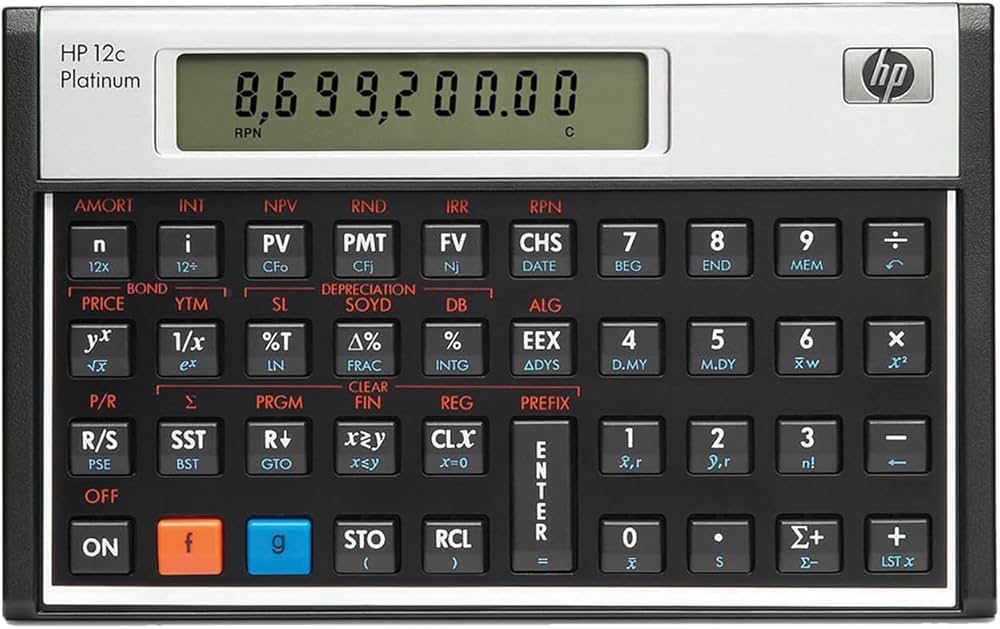 HP 12c
Platinum
8,699,200.00
RPN C
hp
AMORT INT NPV RND IRR RPN
n i PV PMT FV CHS 7 8 9 ÷
12x 12÷ CFo CFj Nj DATE BEG END MEM ↶
BOND DEPRECIATION
PRICE YTM SL SOYD DB ALG
yˣ 1/x %T Δ% % EEX 4 5 6 ×
√x eˣ LN FRAC INTG ΔDYS D.MY M.DY x̄w x²
CLEAR
P/R Σ PRGM FIN REG PREFIX
R/S SST R↓ x≷y CLX ENTER 1 2 3 −
PSE BST GTO x≤y x=0 x̂,r ŷ,r n! ←
OFF
ON f g STO RCL 0 • Σ+ +
( ) = x̄ S Σ− LST x